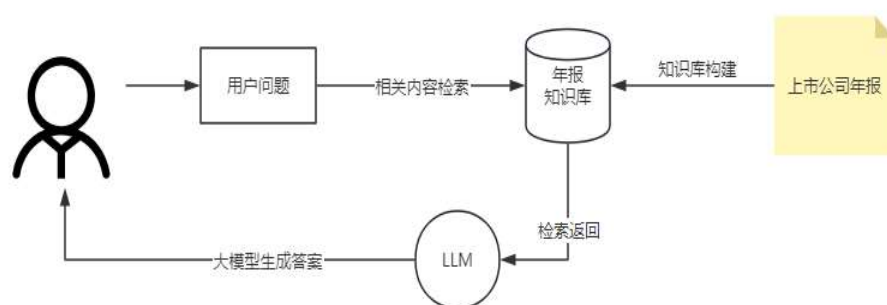 用户问题
相关内容检索
年报
知识库
知识库构建
上市公司年报
检索返回
LLM
大模型生成答案